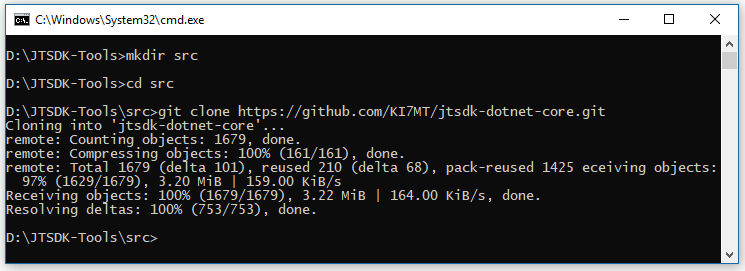 C:\Windows\System32\cmd.exe
D:\JTSDK-Tools>mkdir src
D:\JTSDK-Tools>cd src
D:\JTSDK-Tools\src>git clone https://github.com/KI7MT/jtsdk-dotnet-core.git
Cloning into 'jtsdk-dotnet-core'...
remote: Counting objects: 1679, done.
remote: Compressing objects: 100% (161/161), done.
remote: Total 1679 (delta 101), reused 210 (delta 68), pack-reused 1425 eceiving objects:
97% (1629/1679), 3.20 MiB | 159.00 KiB/s
Receiving objects: 100% (1679/1679), 3.22 MiB | 164.00 KiB/s, done.
Resolving deltas: 100% (753/753), done.
D:\JTSDK-Tools\src>